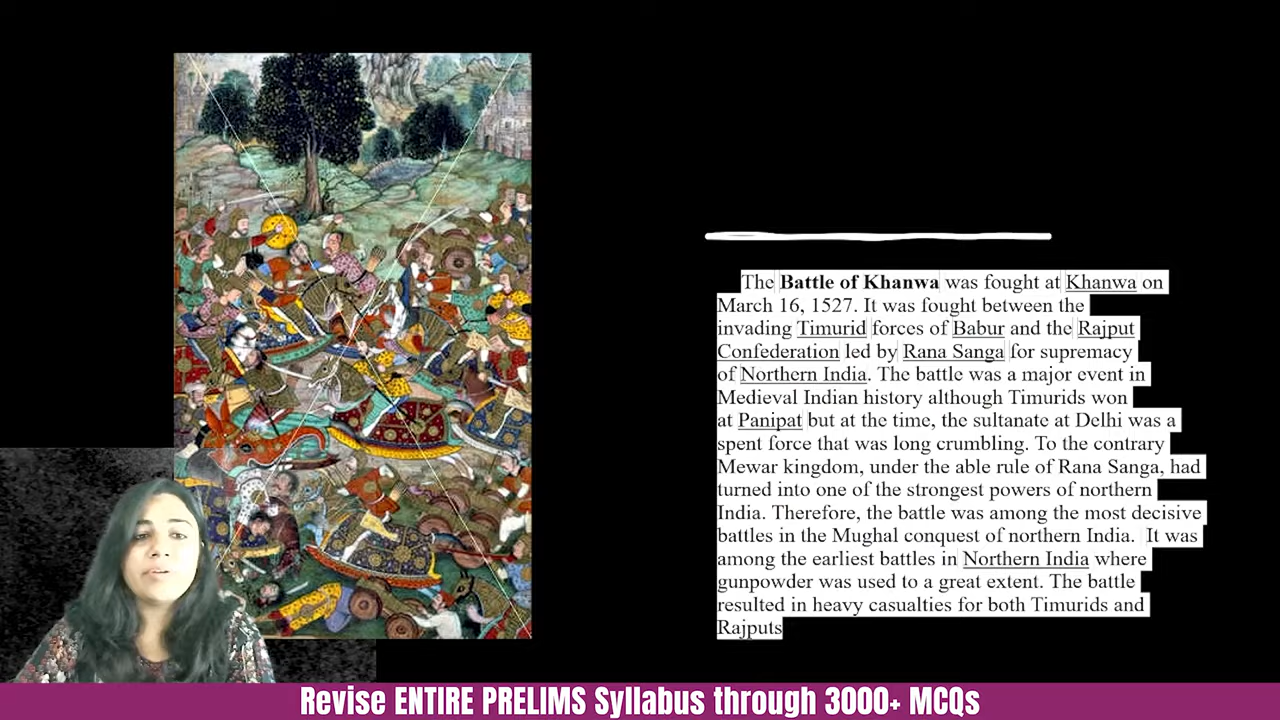 The Battle of Khanwa was fought at Khanwa on
March 16, 1527. It was fought between the
invading Timurid forces of Babur and the Rajput
Confederation led by Rana Sanga for supremacy
of Northern India. The battle was a major event in
Medieval Indian history although Timurids won
at Panipat but at the time, the sultanate at Delhi was a
spent force that was long crumbling. To the contrary
Mewar kingdom, under the able rule of Rana Sanga, had
turned into one of the strongest powers of northern
India. Therefore, the battle was among the most decisive
battles in the Mughal conquest of northern India. It was
among the earliest battles in Northern India where
gunpowder was used to a great extent. The battle
resulted in heavy casualties for both Timurids and
Rajputs
Revise ENTIRE PRELIMS Syllabus through 3000+ MCQs